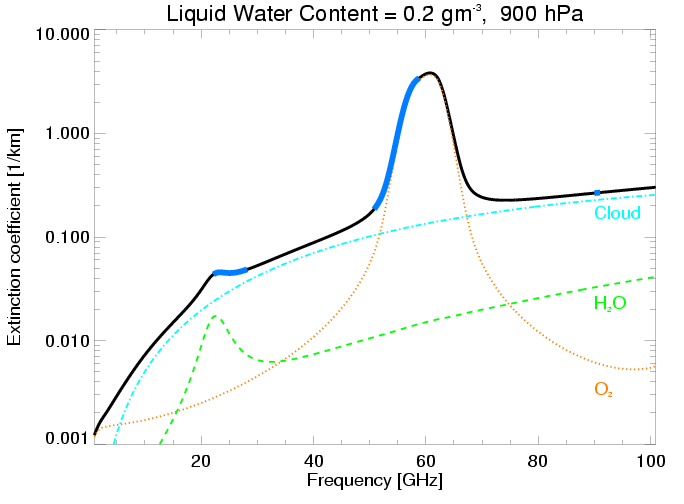 Liquid Water Content = 0.2 gm⁻³, 900 hPa
10.000
1.000
0.100
0.010
0.001
Extinction coefficient [1/km]
Cloud
H₂O
O₂
20
40
60
80
100
Frequency [GHz]